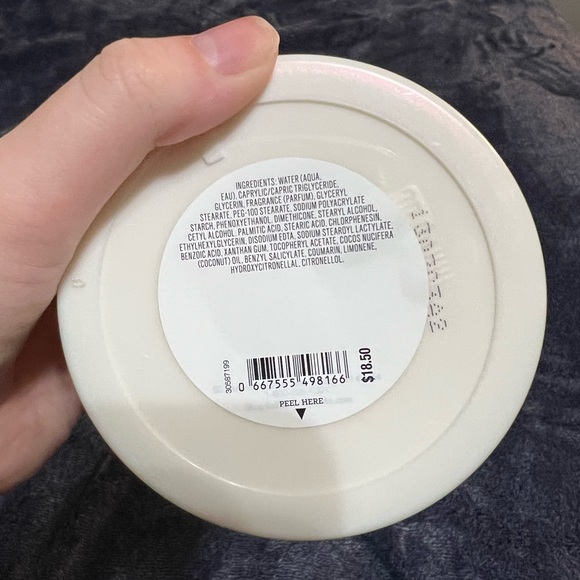 INGREDIENTS: WATER (AQUA,
EAU), CAPRYLIC/CAPRIC TRIGLYCERIDE,
GLYCERIN, FRAGRANCE (PARFUM), GLYCERYL
STEARATE, PEG-100 STEARATE, SODIUM POLYACRYLATE
STARCH, PHENOXYETHANOL, DIMETHICONE, STEARYL ALCOHOL,
CETYL ALCOHOL, PALMITIC ACID, STEARIC ACID, CHLORPHENESIN,
ETHYLHEXYLGLYCERIN, DISODIUM EDTA, SODIUM STEAROYL LACTYLATE,
BENZOIC ACID, XANTHAN GUM, TOCOPHERYL ACETATE, COCOS NUCIFERA
(COCONUT) OIL, BENZYL SALICYLATE, COUMARIN, LIMONENE,
HYDROXYCITRONELLAL, CITRONELLOL.
30587199
0 667555 498166
$18.50
PEEL HERE